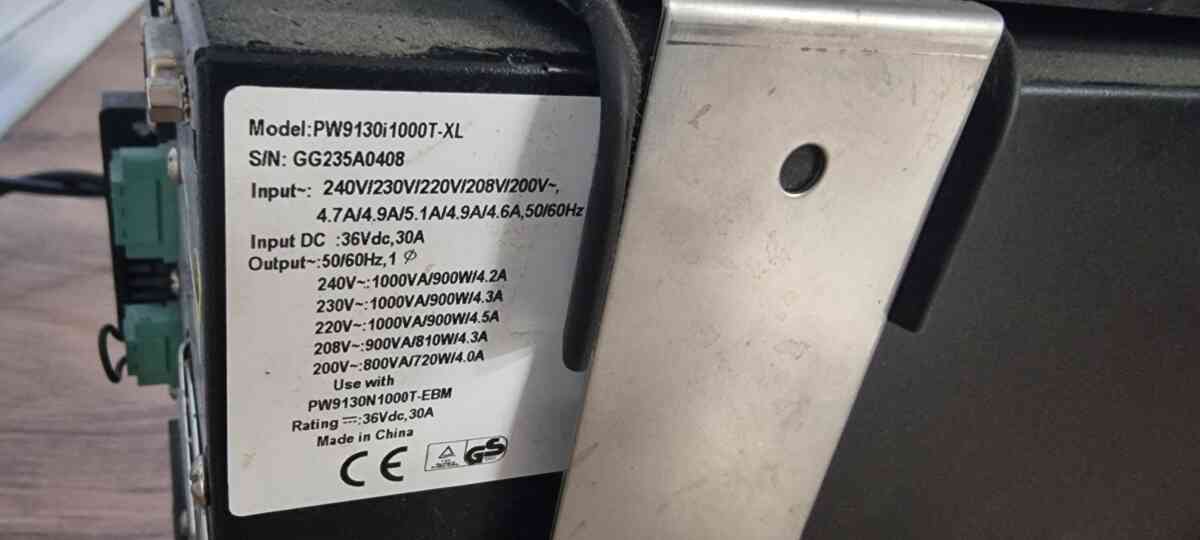 Model:PW9130i1000T-XL
S/N: GG235A0408
Input~: 240V/230V/220V/208V/200V~,
4.7A/4.9A/5.1A/4.9A/4.6A,50/60Hz
Input DC :36Vdc,30A
Output~:50/60Hz,1 ∅
240V~:1000VA/900W/4.2A
230V~:1000VA/900W/4.3A
220V~:1000VA/900W/4.5A
208V~:900VA/810W/4.3A
200V~:800VA/720W/4.0A
Use with
PW9130N1000T-EBM
Rating ⎓:36Vdc,30A
Made in China
CE GS